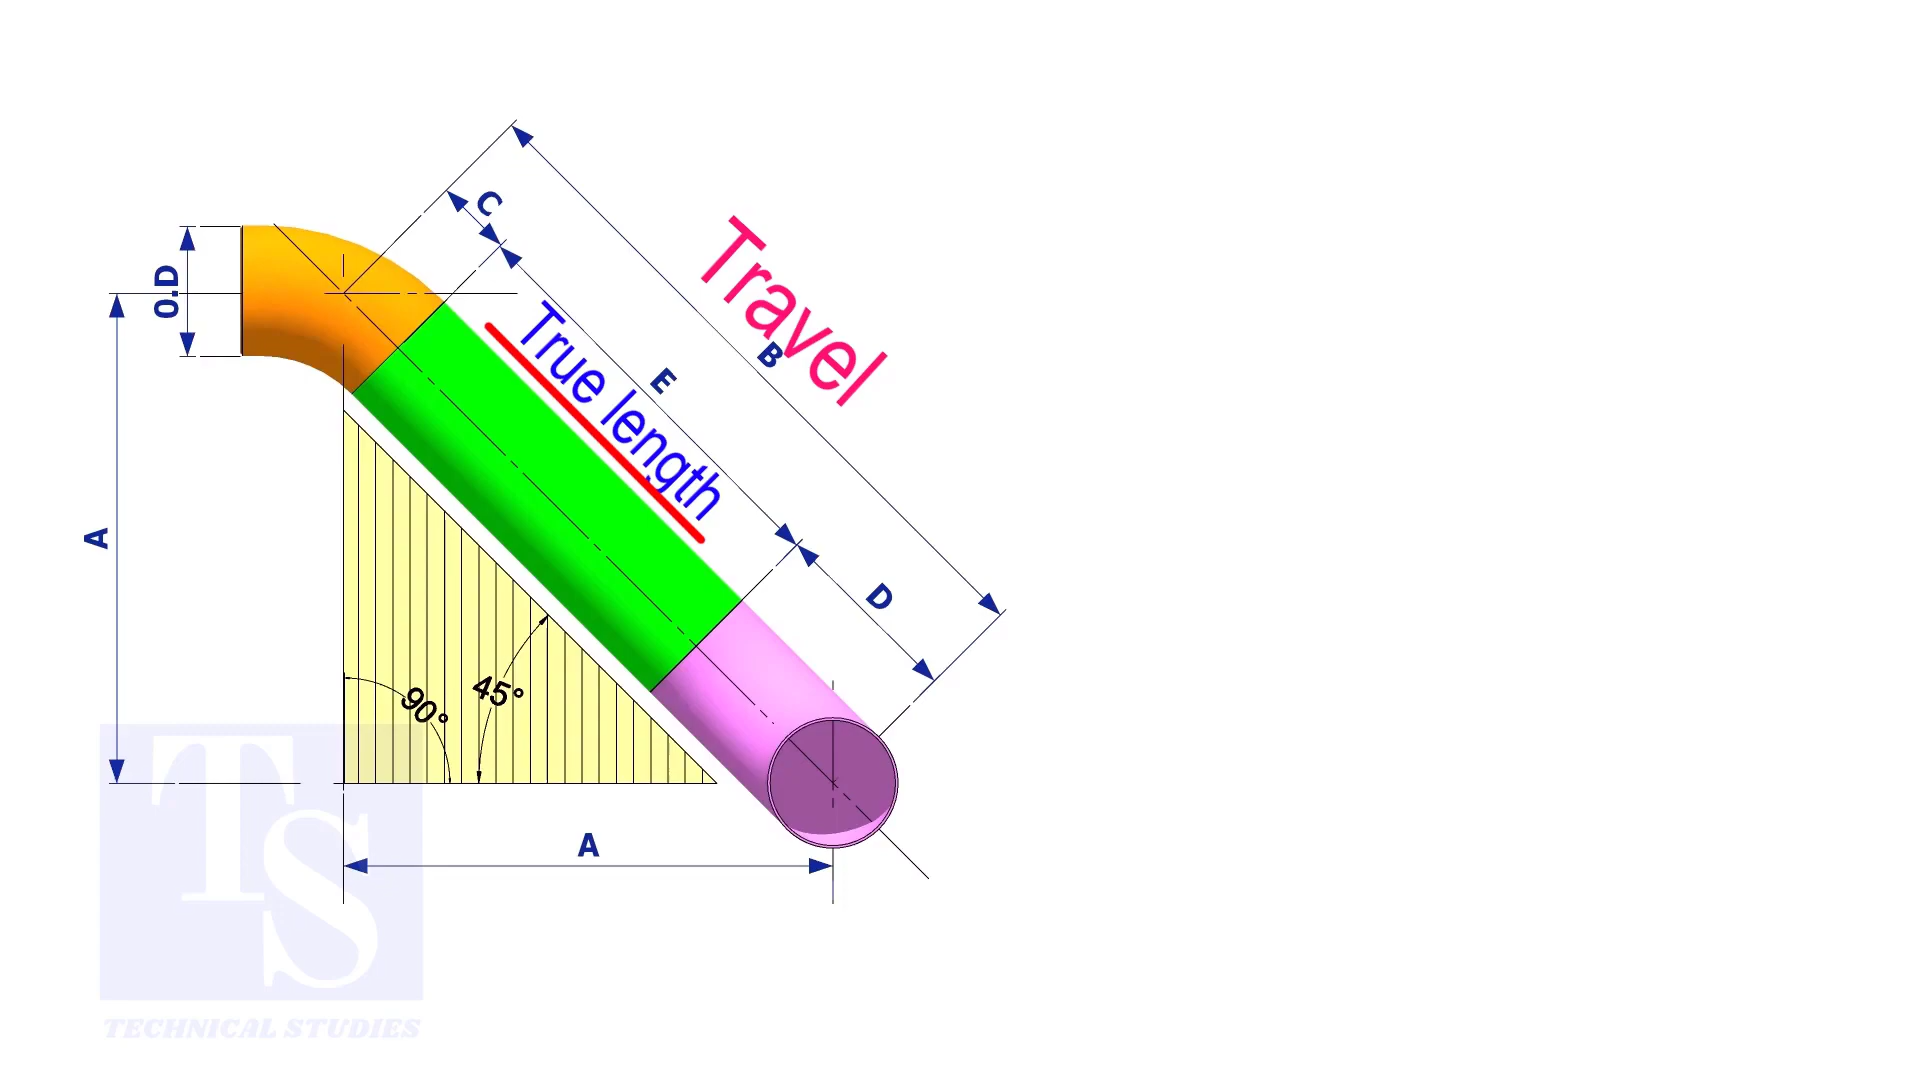 C
Travel
O.D
True length
E
B
A
D
45°
90°
A
TS
TECHNICAL STUDIES